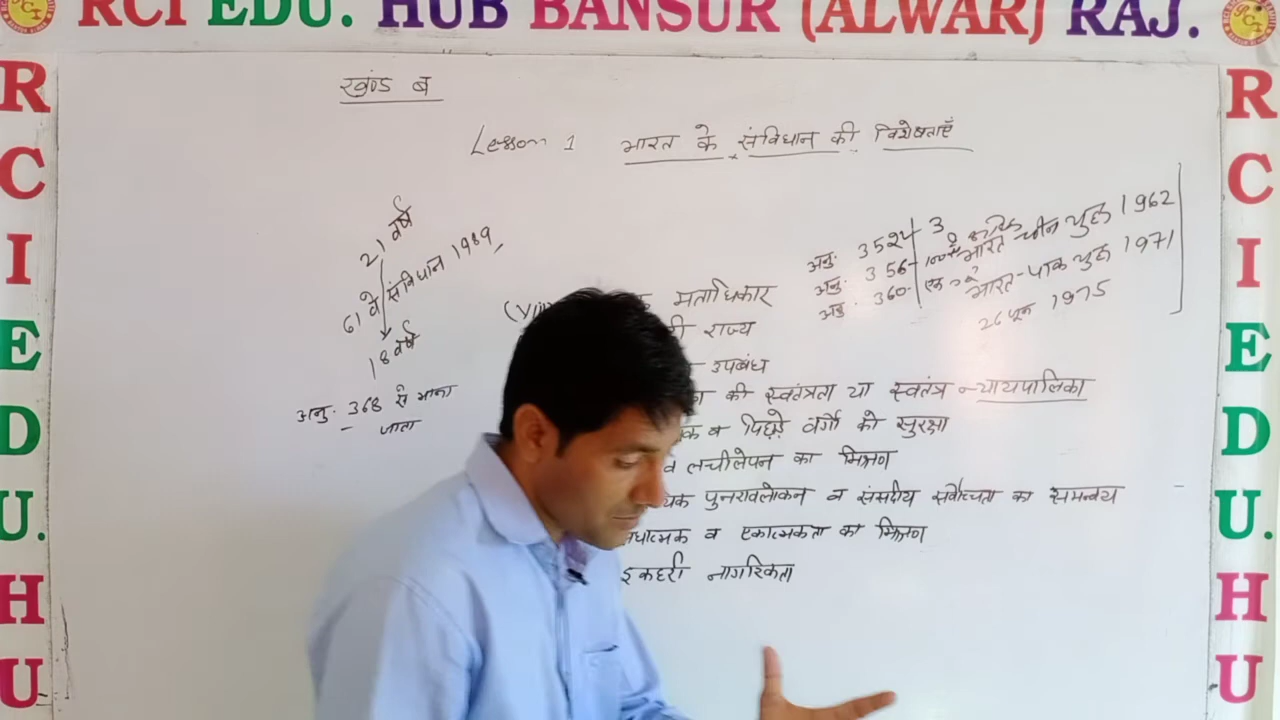 RCI EDU. HUB BANSUR (ALWAR) RAJ.
R
C
I
E
D
U.
H
U
खण्ड ब
Lesson 1 भारत के संविधान की विशेषताएँ
21 वर्ष
61 वे संविधान 1989
18 वर्ष
अनु. 368 से
जाता
मताधिकार
राज्य
उपबंध
की स्वतंत्रता या स्वतंत्र न्यायपालिका
व पिछड़े वर्गो की सुरक्षा
व लचीलेपन का मिश्रण
पुनरावलोकन व संसदीय सर्वोच्चता का समन्वय
व एकात्मकता का मिश्रण
इकहरी नागरिकता
अनु. 352
अनु. 356
अनु. 360
भारत चीन युद्ध 1962
भारत-पाक युद्ध 1971
26 जून 1975
R
C
I
E
D
U.
H
U